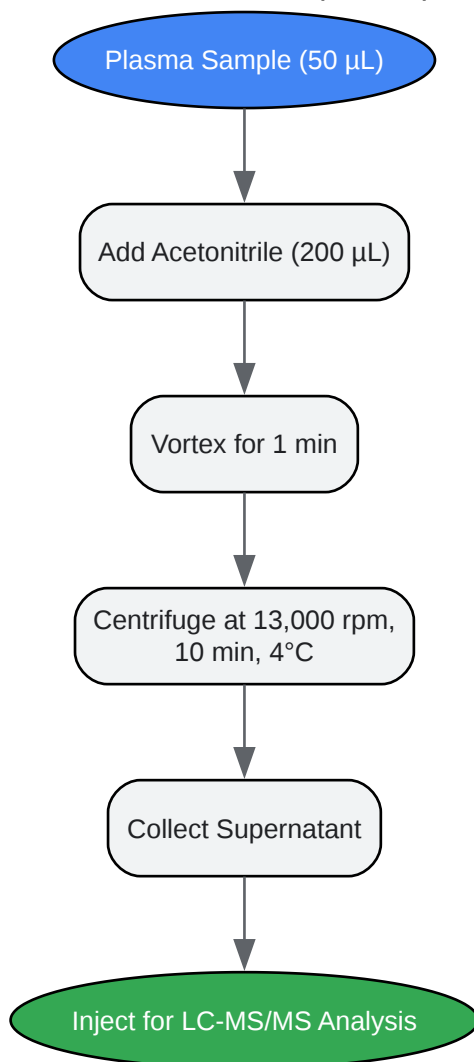 Plasma Sample (50 µL)
Add Acetonitrile (200 µL)
Vortex for 1 min
Centrifuge at 13,000 rpm,
10 min, 4°C
Collect Supernatant
Inject for LC-MS/MS Analysis